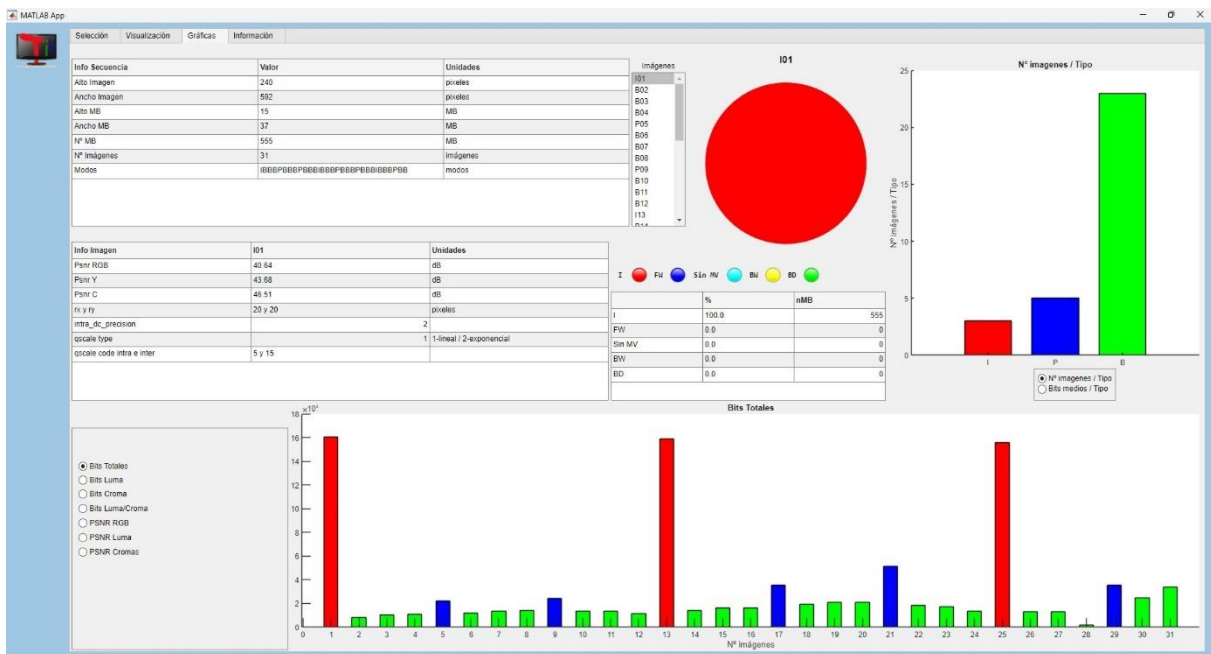 MATLAB App
Selección Visualización Gráficas Información
Info Secuencia Valor Unidades
Alto Imagen 240 pixeles
Ancho Imagen 592 pixeles
Alto MB 15 MB
Ancho MB 37 MB
Nº MB 555 MB
Nª Imágenes 31 imágenes
Modos IBBBPBBBPBBBIBBBPBBBPBBBIBBBPBB modos
Imágenes
I01
B02
B03
B04
P05
B06
B07
B08
P09
B10
B11
B12
I13
B14
I01
Nº imagenes / Tipo
Nº imágenes / Tipo
25
20
15
10
5
0
I P B
Nº imagenes / Tipo
Bits medios / Tipo
Info Imagen I01 Unidades
Psnr RGB 40.64 dB
Psnr Y 43.68 dB
Psnr C 46.51 dB
rx y ry 20 y 20 pixeles
intra_dc_precision 2
qscale type 1 1-lineal / 2-exponencial
qscale code intra e inter 5 y 15
I FW Sin MV BW BD
% nMB
I 100.0 555
FW 0.0 0
Sin MV 0.0 0
BW 0.0 0
BD 0.0 0
Bits Totales
Bits Luma
Bits Croma
Bits Luma/Croma
PSNR RGB
PSNR Luma
PSNR Cromas
Bits Totales
×10⁴
18
16
14
12
10
8
6
4
2
0
0 1 2 3 4 5 6 7 8 9 10 11 12 13 14 15 16 17 18 19 20 21 22 23 24 25 26 27 28 29 30 31
Nº imágenes